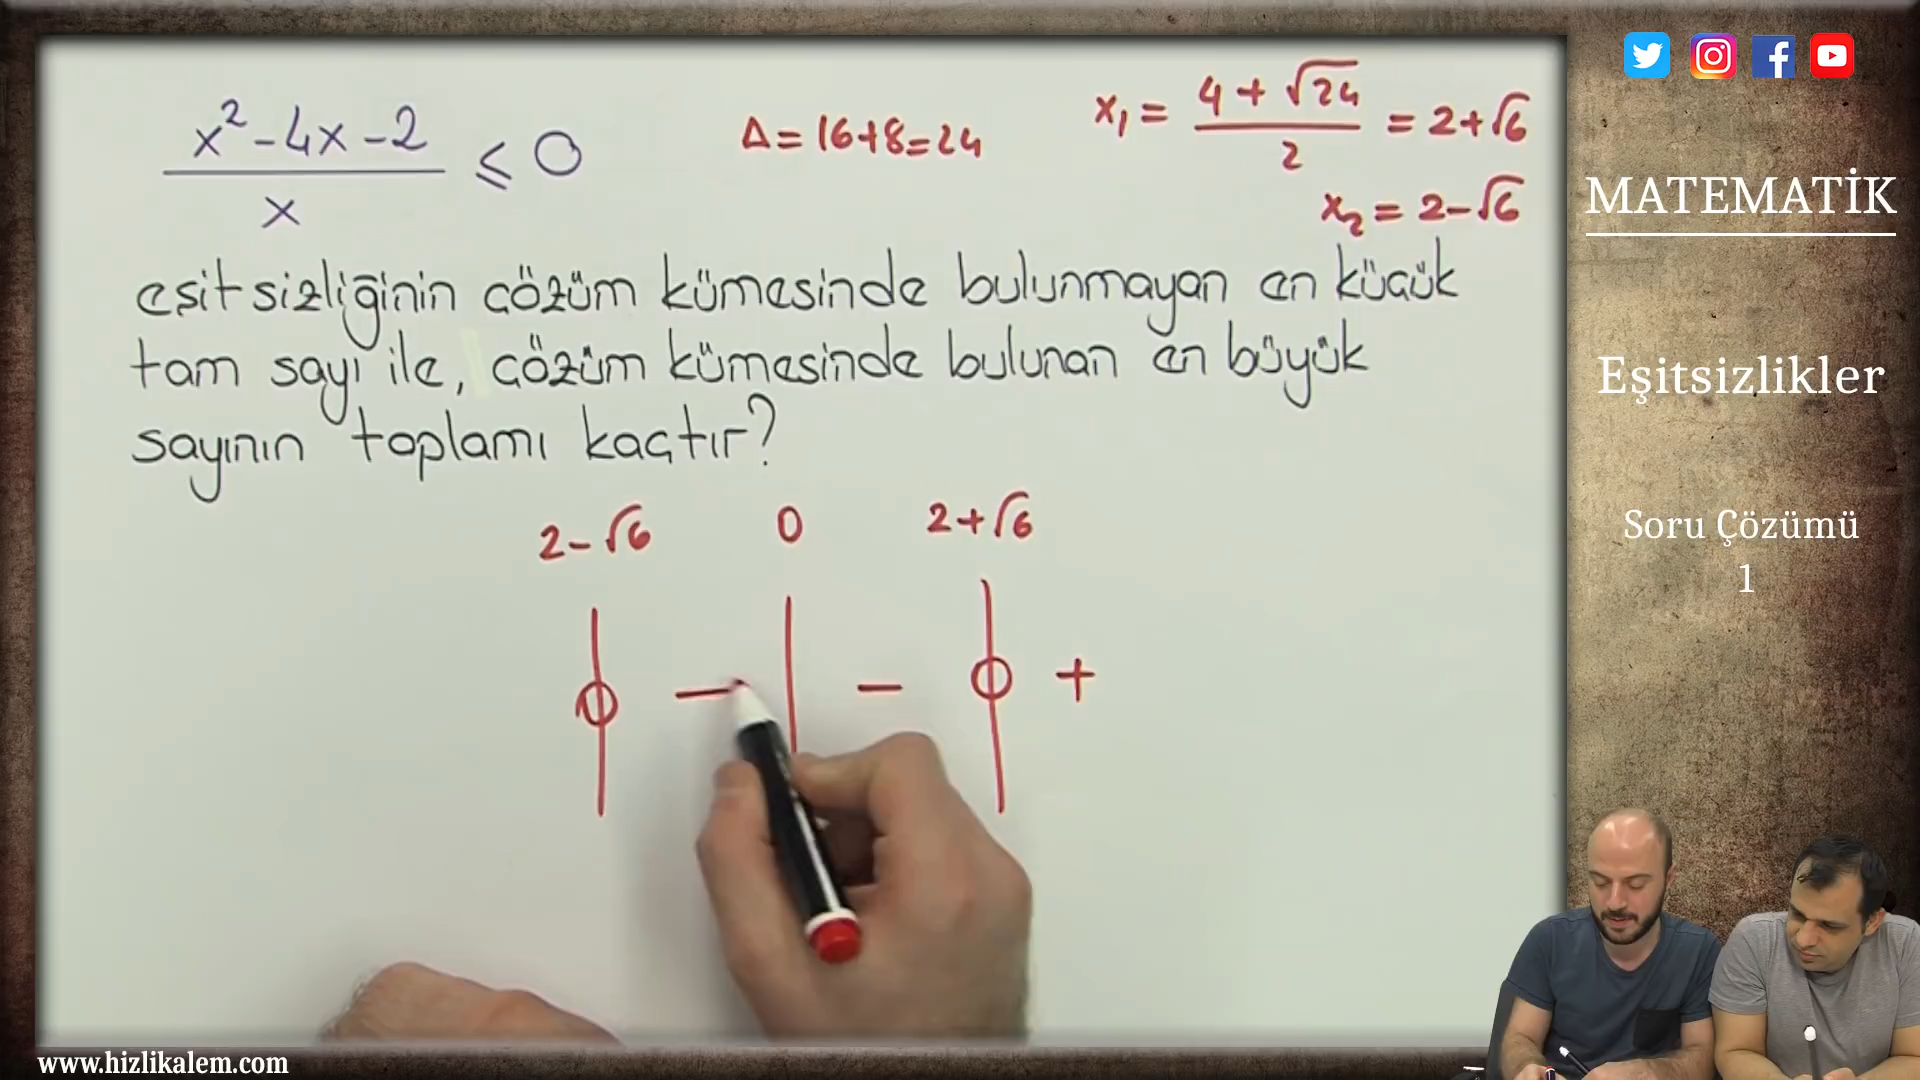 x² - 4x - 2 / x ⩽ 0
Δ = 16 + 8 = 24
x₁ = 4 + √24 / 2 = 2 + √6
x₂ = 2 - √6
eşitsizliğinin çözüm kümesinde bulunmayan en küçük
tam sayı ile, çözüm kümesinde bulunan en büyük
sayının toplamı kaçtır?
2 - √6 0 2 + √6
- - +
MATEMATİK
Eşitsizlikler
Soru Çözümü
1
www.hizlikalem.com